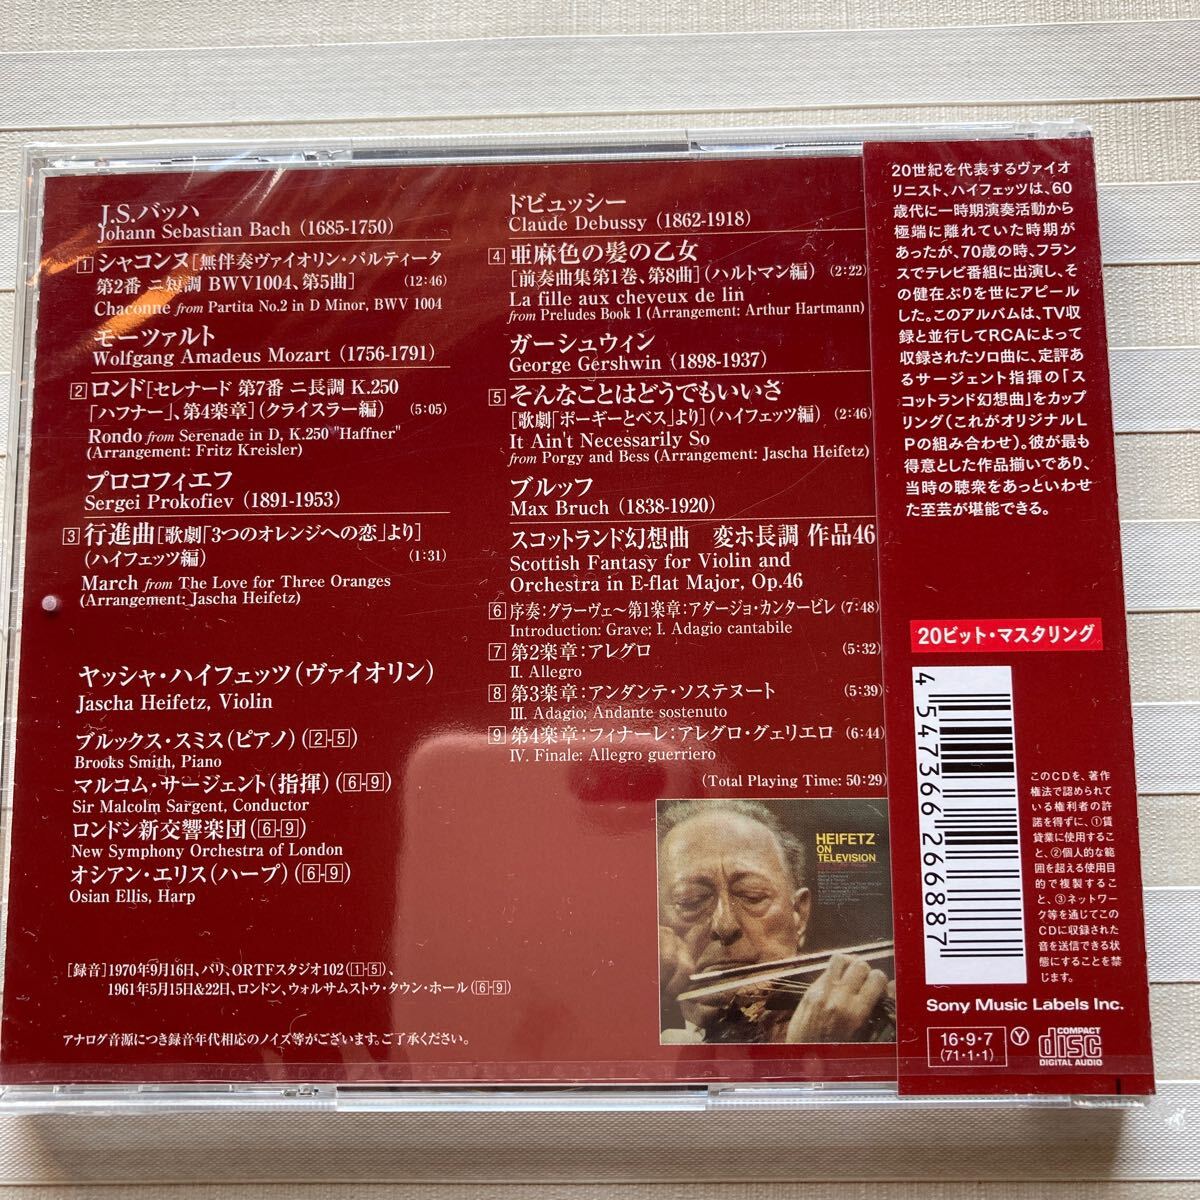 J.S.バッハ
Johann Sebastian Bach (1685-1750)
1 シャコンヌ[無伴奏ヴァイオリン・パルティータ
第2番 ニ短調 BWV1004、第5曲] (12:46)
Chaconne from Partita No.2 in D Minor, BWV 1004
モーツァルト
Wolfgang Amadeus Mozart (1756-1791)
2 ロンド[セレナード 第7番 ニ長調 K.250
「ハフナー」、第4楽章](クライスラー編) (5:05)
Rondo from Serenade in D, K.250 "Haffner"
(Arrangement: Fritz Kreisler)
プロコフィエフ
Sergei Prokofiev (1891-1953)
3 行進曲[歌劇「3つのオレンジへの恋」より]
(ハイフェッツ編) (1:31)
March from The Love for Three Oranges
(Arrangement: Jascha Heifetz)
ヤッシャ・ハイフェッツ(ヴァイオリン)
Jascha Heifetz, Violin
ブルックス・スミス(ピアノ)(2-5)
Brooks Smith, Piano
マルコム・サージェント(指揮)(6-9)
Sir Malcolm Sargent, Conductor
ロンドン新交響楽団(6-9)
New Symphony Orchestra of London
オシアン・エリス(ハープ)(6-9)
Osian Ellis, Harp
[録音]1970年9月16日、パリ、ORTFスタジオ102(1-5)、
1961年5月15日&22日、ロンドン、ウォルサムストウ・タウン・ホール(6-9)
アナログ音源につき録音年代相応のノイズ等がございます。ご了承ください。
ドビュッシー
Claude Debussy (1862-1918)
4 亜麻色の髪の乙女
[前奏曲集第1巻、第8曲](ハルトマン編) (2:22)
La fille aux cheveux de lin
from Preludes Book I (Arrangement: Arthur Hartmann)
ガーシュウィン
George Gershwin (1898-1937)
5 そんなことはどうでもいいさ
[歌劇「ポーギーとベス」より](ハイフェッツ編) (2:46)
It Ain't Necessarily So
from Porgy and Bess (Arrangement: Jascha Heifetz)
ブルッフ
Max Bruch (1838-1920)
スコットランド幻想曲 変ホ長調 作品46
Scottish Fantasy for Violin and
Orchestra in E-flat Major, Op.46
6 序奏:グラーヴェ～第1楽章:アダージョ・カンタービレ (7:48)
Introduction: Grave; I. Adagio cantabile
7 第2楽章:アレグロ (5:32)
II. Allegro
8 第3楽章:アンダンテ・ソステヌート (5:39)
III. Adagio; Andante sostenuto
9 第4楽章:フィナーレ:アレグロ・グェリエロ (6:44)
IV. Finale: Allegro guerriero
(Total Playing Time: 50:29)
HEIFETZ
ON
TELEVISION
20世紀を代表するヴァイオ
リニスト、ハイフェッツは、60
歳代に一時期演奏活動から
極端に離れていた時期が
あったが、70歳の時、フラン
スでテレビ番組に出演し、そ
の健在ぶりを世にアピール
した。このアルバムは、TV収
録と並行してRCAによって
収録されたソロ曲に、定評あ
るサージェント指揮の「ス
コットランド幻想曲」をカップ
リング(これがオリジナルL
Pの組み合わせ)。彼が最も
得意とした作品揃いであり、
当時の聴衆をあっといわせ
た至芸が堪能できる。
20ビット・マスタリング
4547366266887
このCDを、著作
権法で認められて
いる権利者の許
諾を得ずに、①賃
貸業に使用するこ
と、②個人的な範
囲を超える使用目
的で複製するこ
と、③ネットワー
ク等を通じてこの
CDに収録された
音を送信できる状
態にすることを禁
じます。
Sony Music Labels Inc.
16・9・7
(71・1・1)
Y
COMPACT
disc
DIGITAL AUDIO